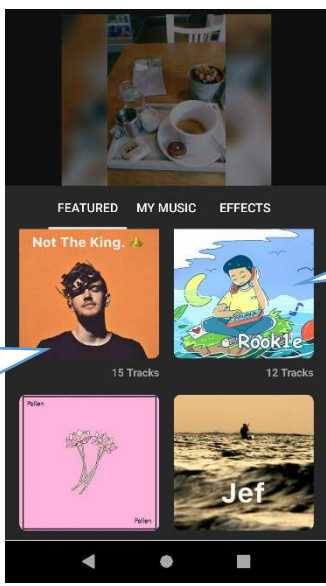 FEATURED MY MUSIC EFFECTS
Not The King.
Rookie
15 Tracks
12 Tracks
Pollen
Pollen
Jef